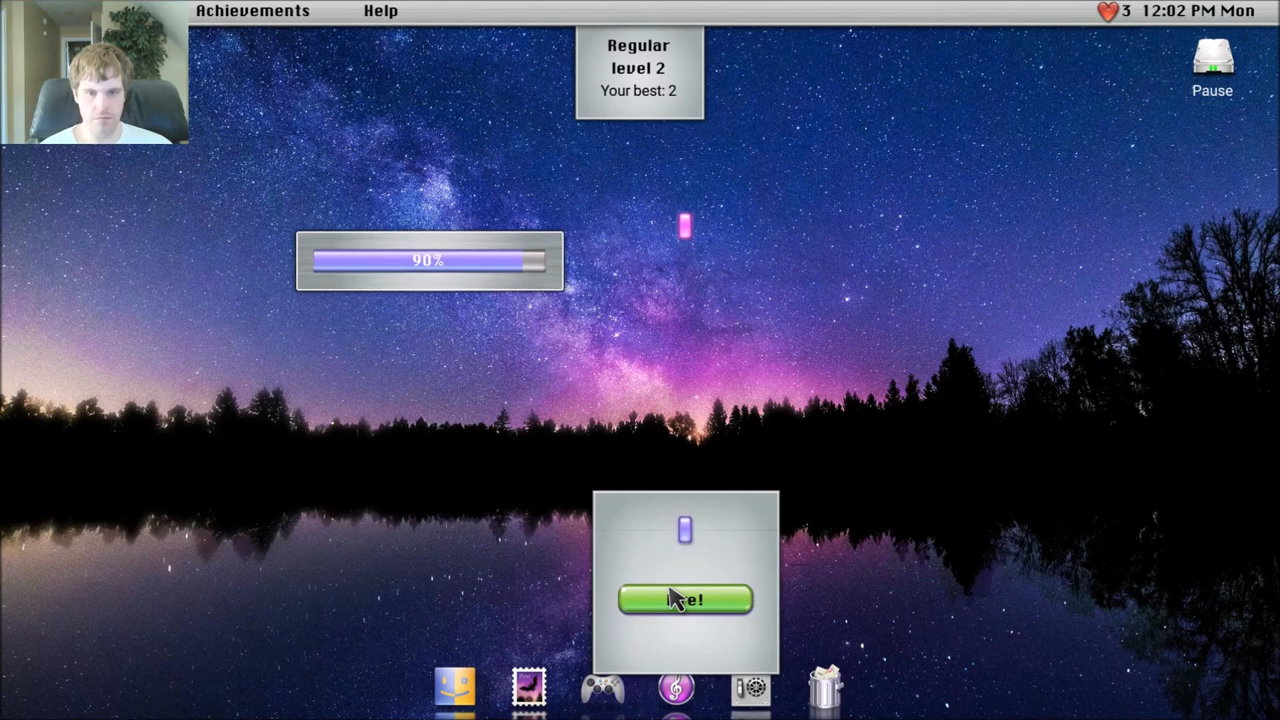 Achievements Help
3 12:02 PM Mon
Regular
level 2
Your best: 2
Pause
90%